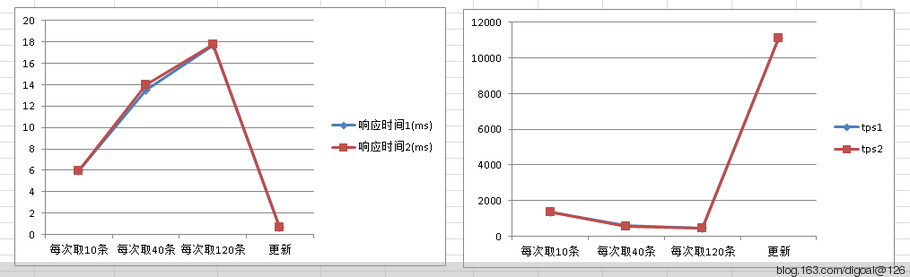 20
18
16
14
12
10
8
6
4
2
0
每次取10条 每次取40条 每次取120条 更新
响应时间1(ms)
响应时间2(ms)
12000
10000
8000
6000
4000
2000
0
每次取10条 每次取40条 每次取120条 更新
tps1
tps2
blog.163.com/digoal@126